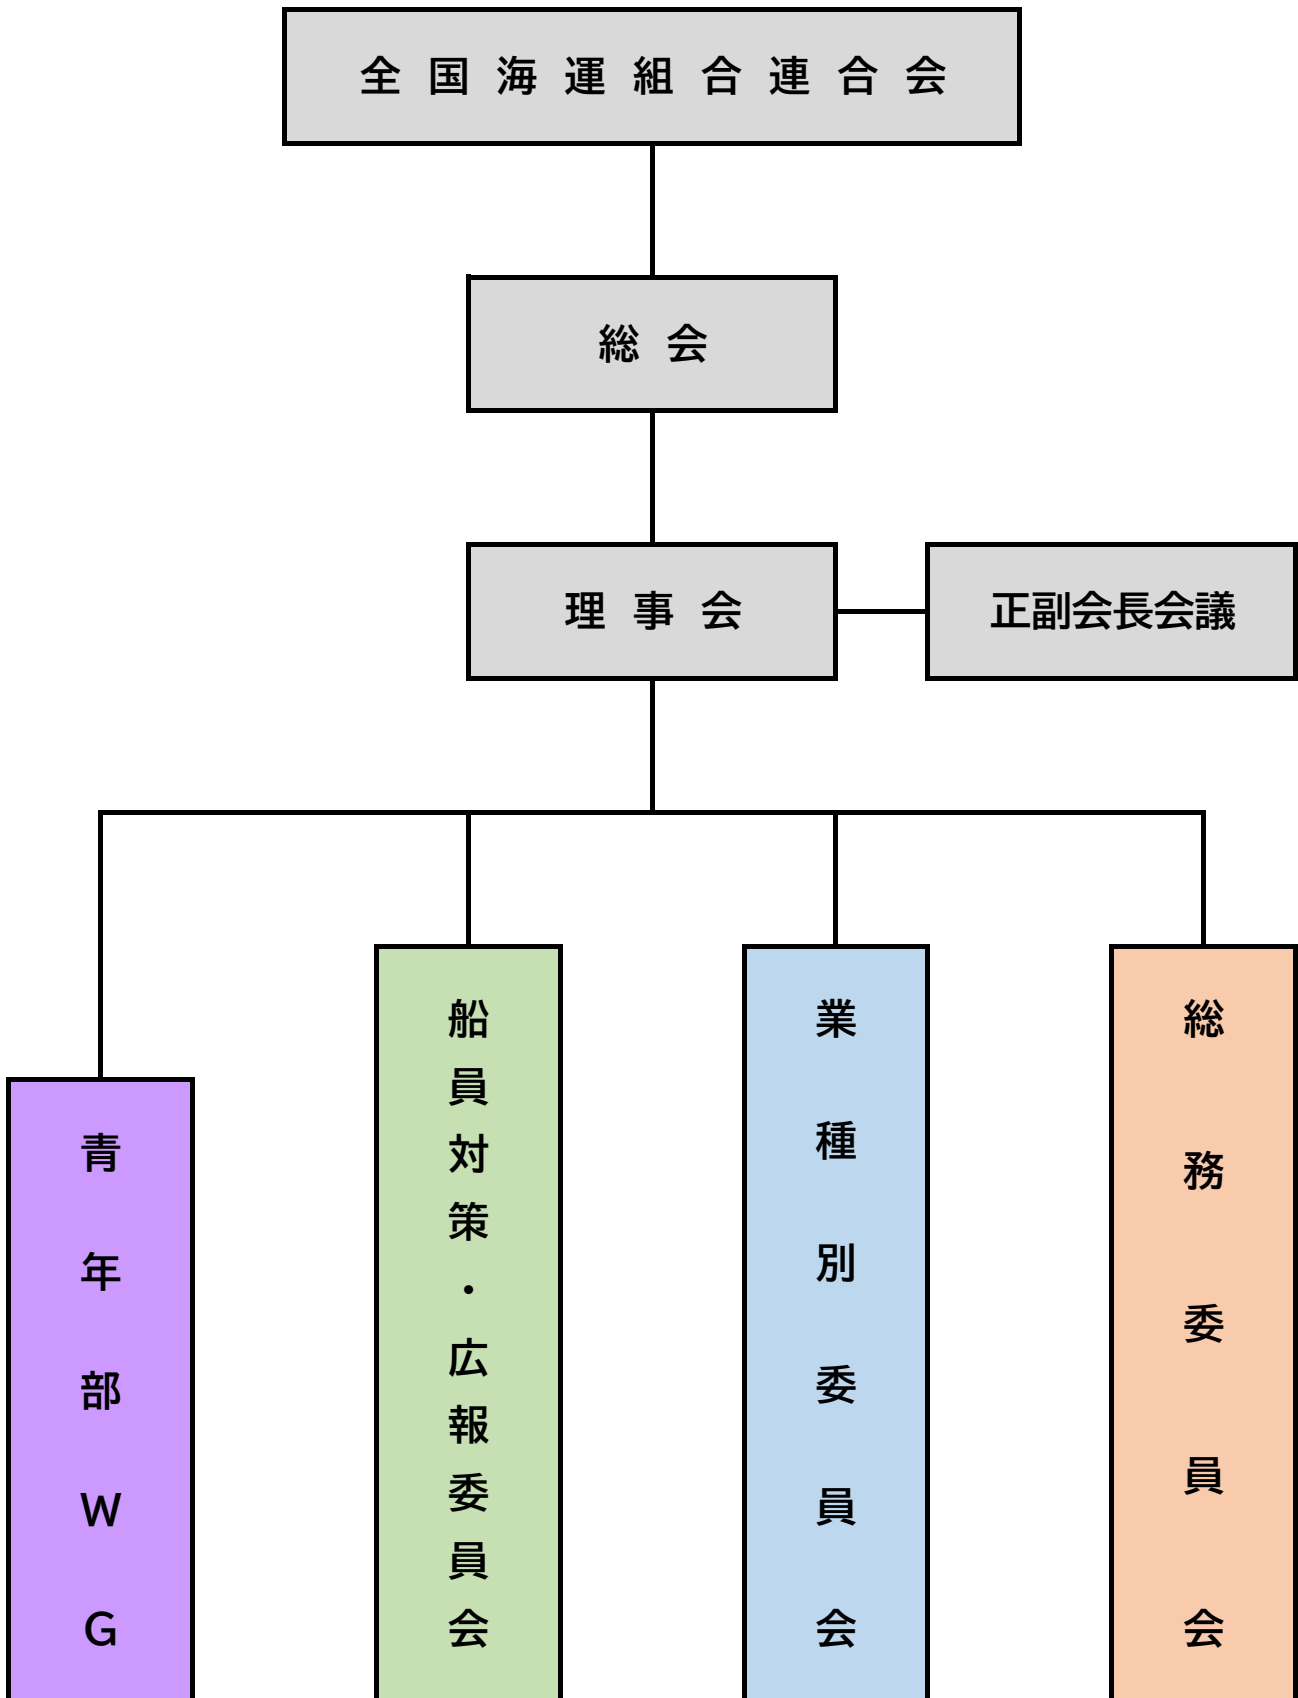 全国海運組合連合会
総会
理事会
正副会長会議
総務委員会
業種別委員会
船員対策・広報委員会
青年部ＷＧ